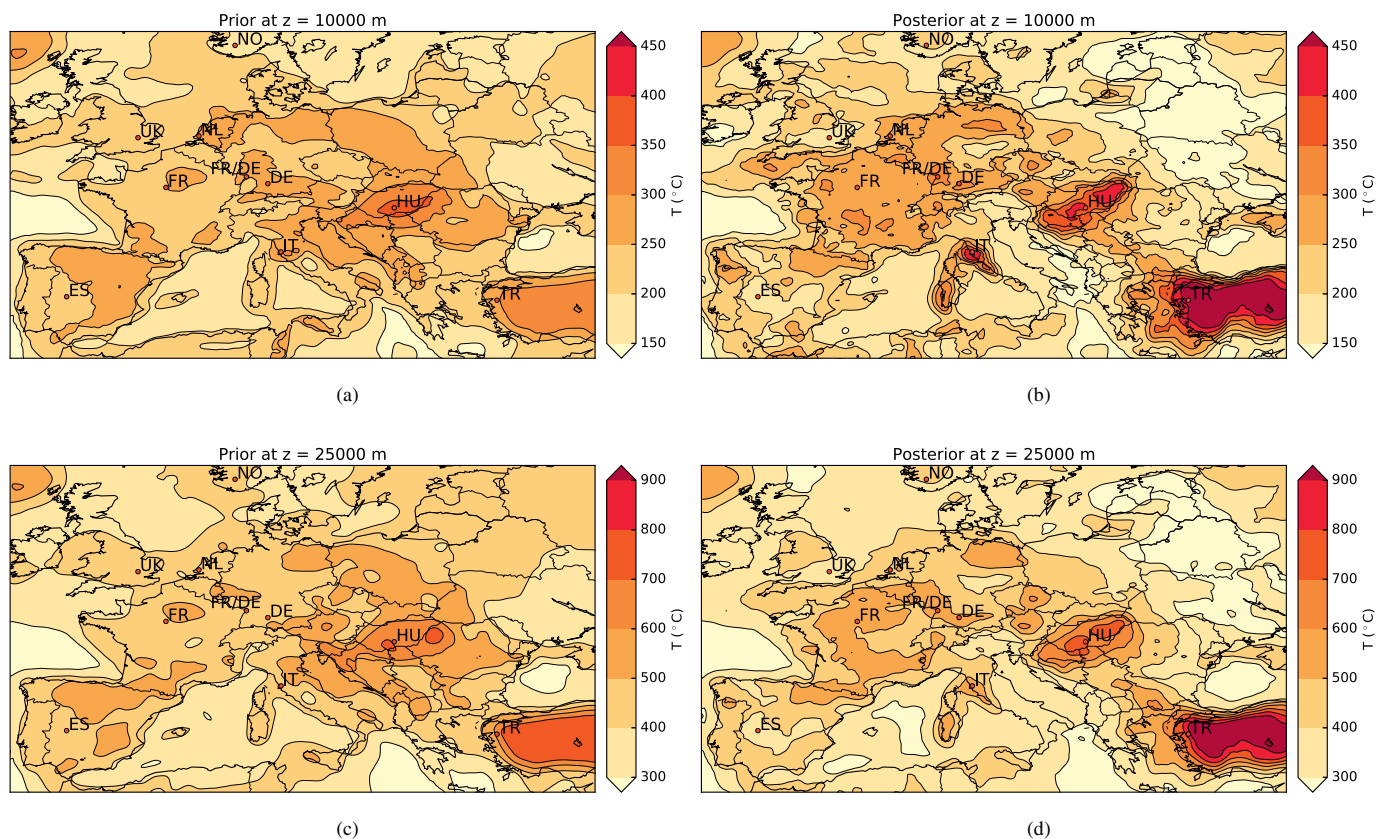 Prior at z = 10000 m
NO
UK
NL
FR/DE
FR
DE
HU
IT
ES
TR
450
400
350
300
250
200
150
T (°C)
(a)
Posterior at z = 10000 m
NO
UK
NL
FR/DE
FR
DE
HU
IT
ES
TR
450
400
350
300
250
200
150
T (°C)
(b)
Prior at z = 25000 m
NO
UK
NL
FR/DE
FR
DE
HU
IT
ES
TR
900
800
700
600
500
400
300
T (°C)
(c)
Posterior at z = 25000 m
NO
UK
NL
FR/DE
FR
DE
HU
IT
ES
TR
900
800
700
600
500
400
300
T (°C)
(d)